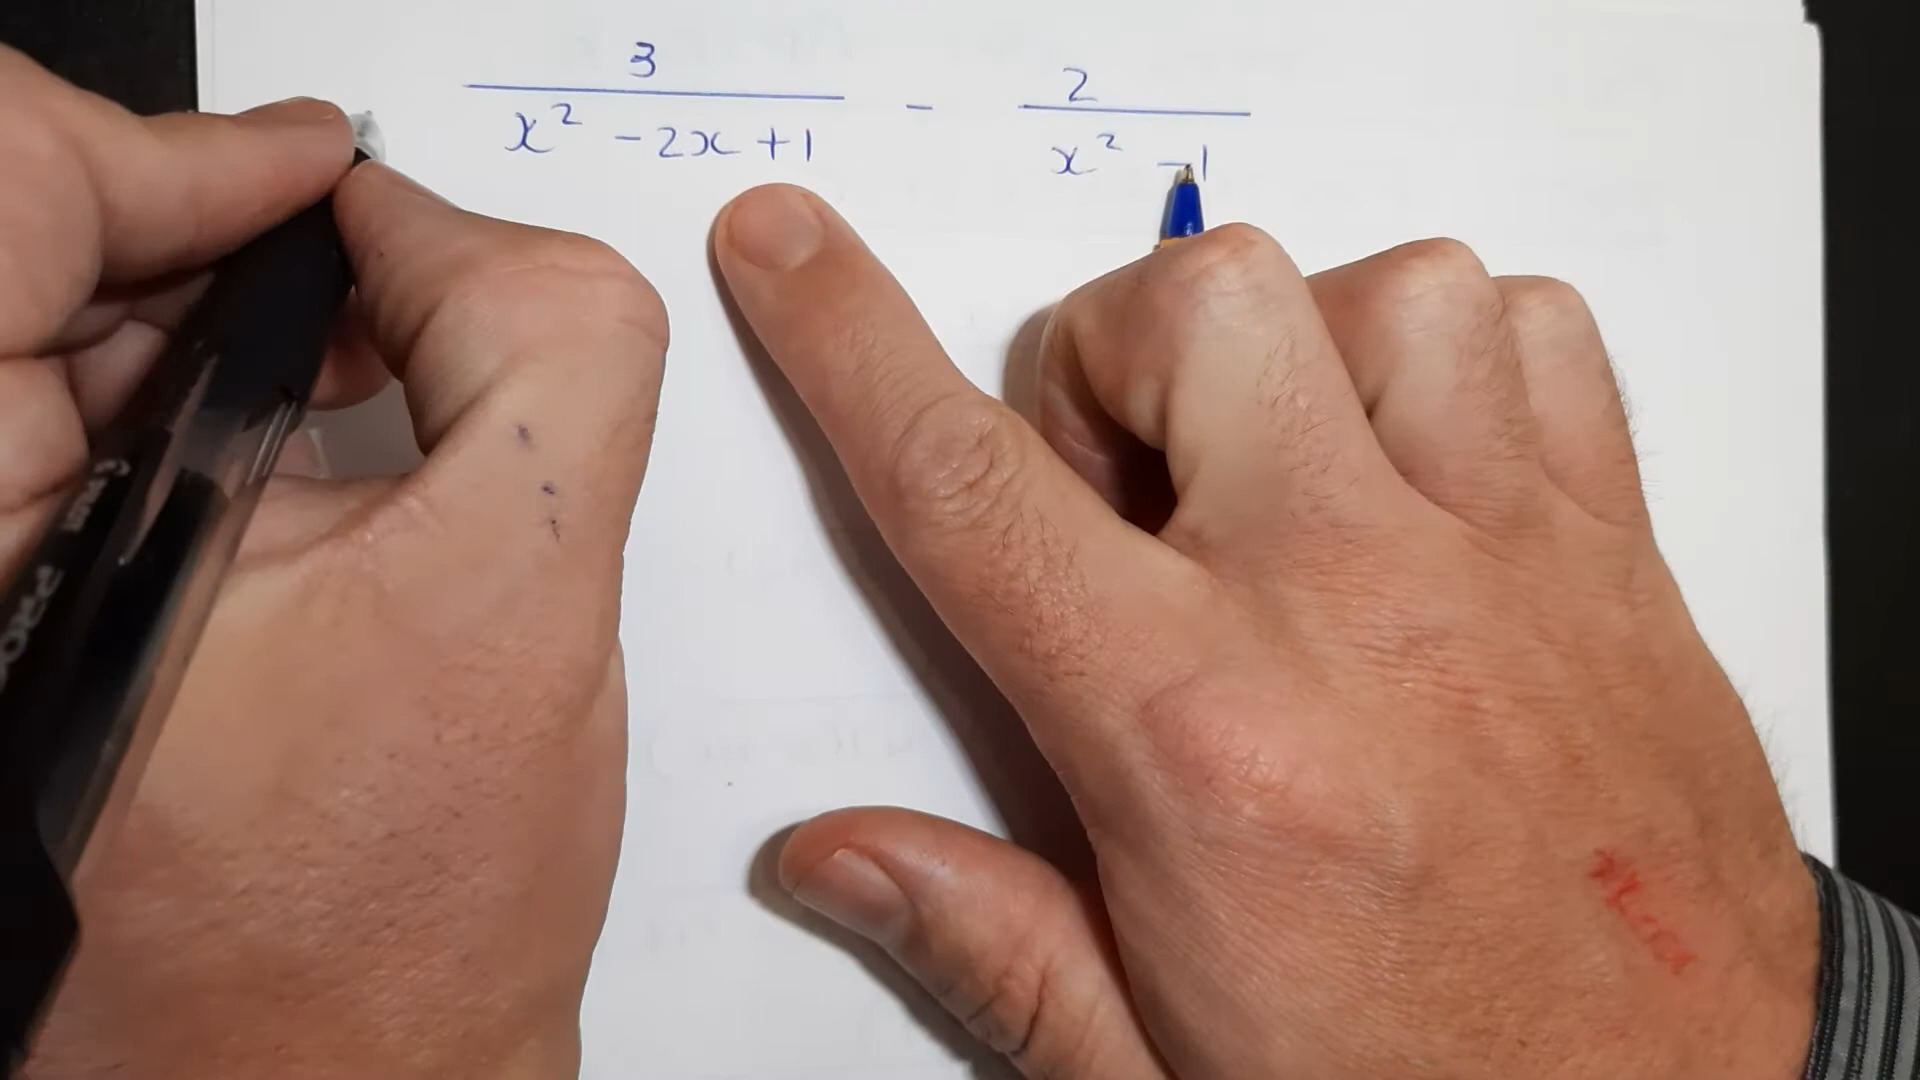 3/(x² - 2x + 1) - 2/(x² - 1)